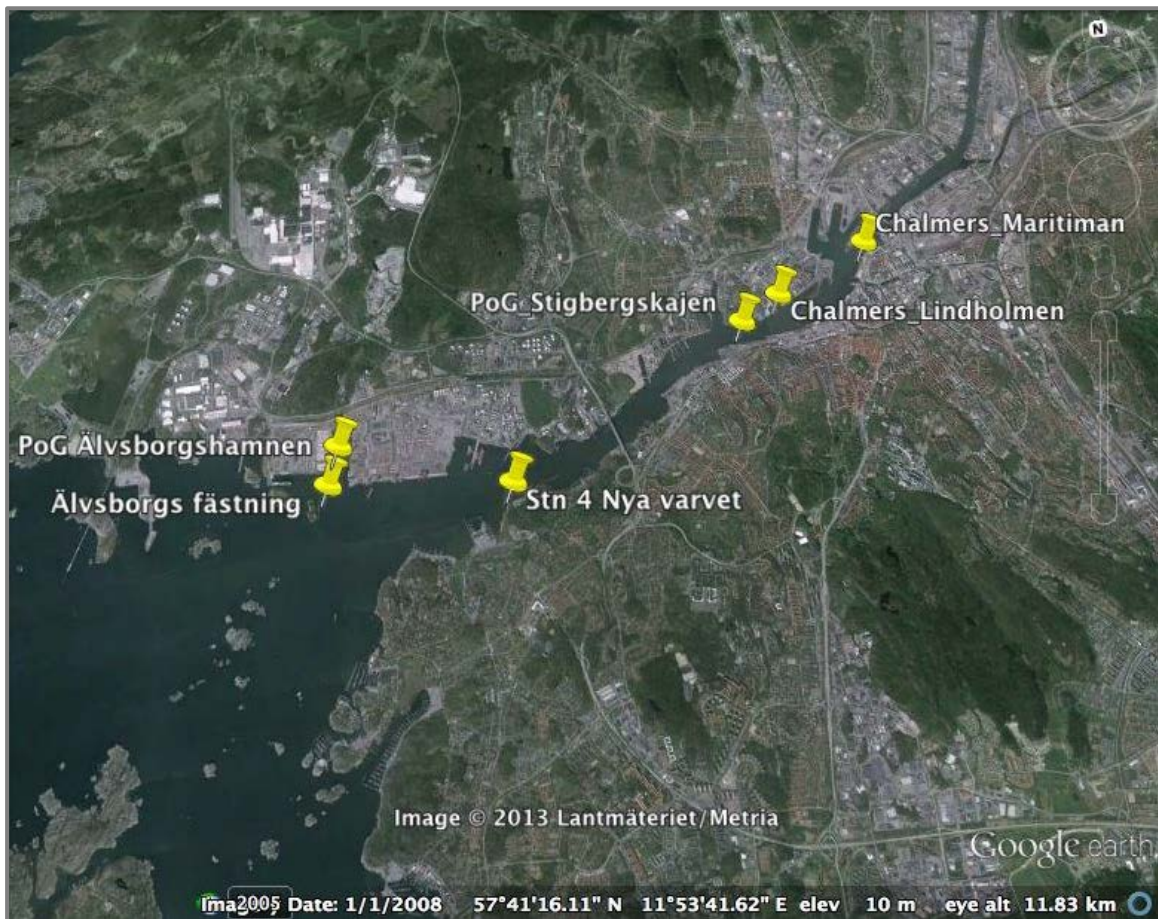 N
Chalmers_Maritiman
PoG_Stigbergskajen
Chalmers_Lindholmen
PoG Älvsborgshamnen
Älvsborgs fästning
Stn 4 Nya varvet
Image © 2013 Lantmäteriet/Metria
Google earth
2005
Date: 1/1/2008 57°41'16.11" N 11°53'41.62" E elev 10 m eye alt 11.83 km